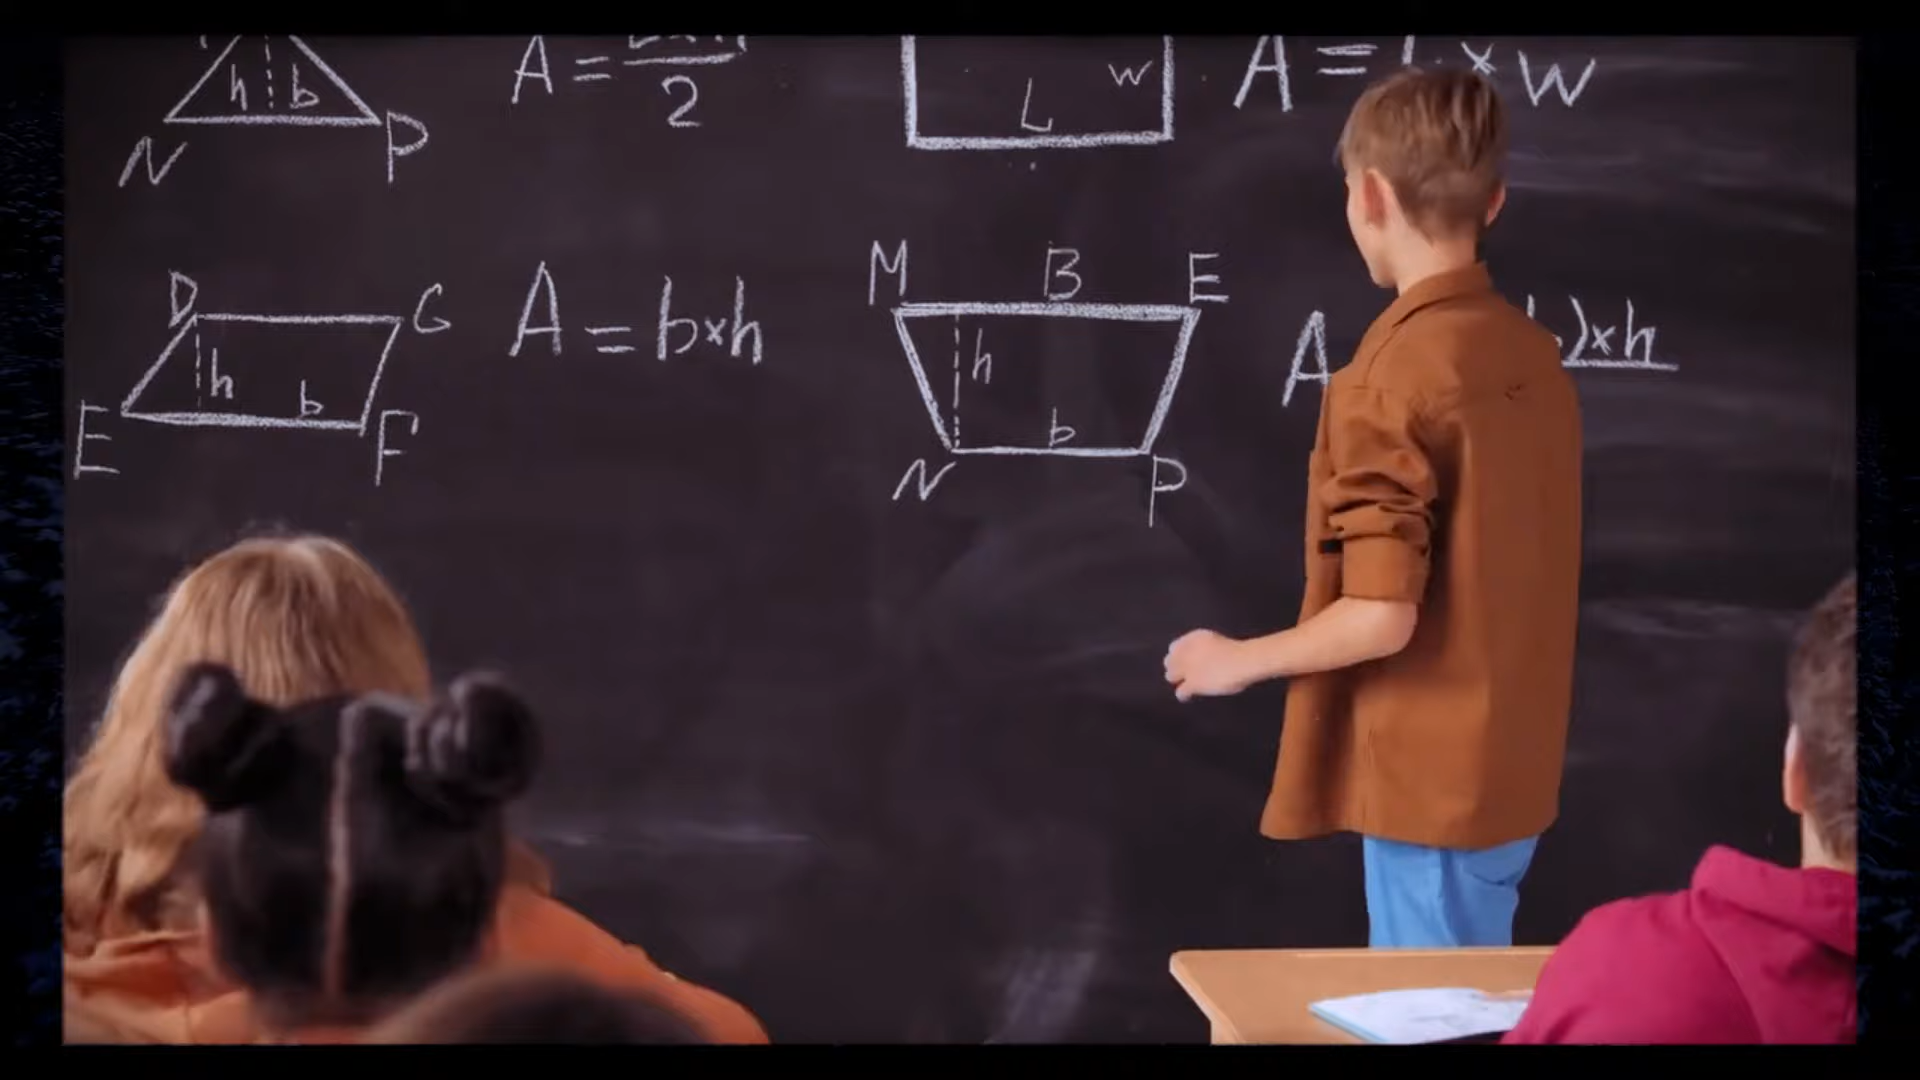 h b
N P
A = 2
L W
A = × W
D G
h b
E F
A = b×h
M B E
h
b
N P
A b)×h